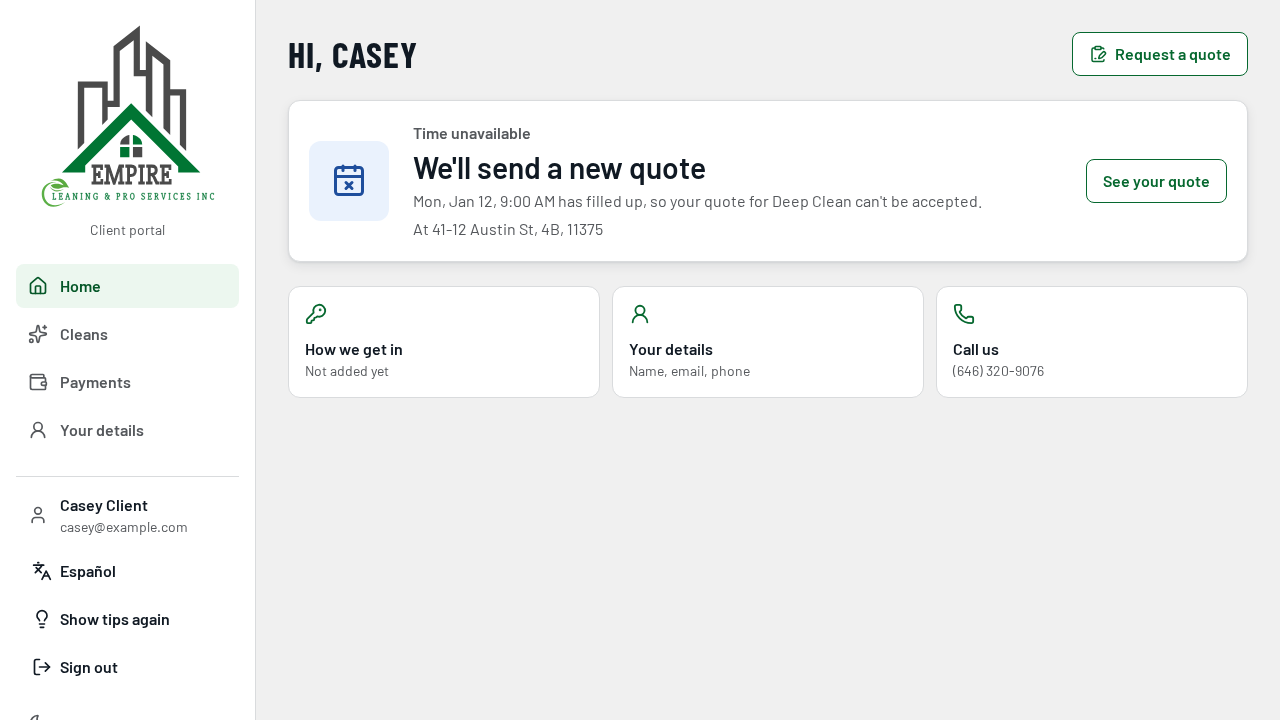 EMPIRE
LEANING & PRO SERVICES INC
Client portal
Home
Cleans
Payments
Your details
Casey Client
casey@example.com
Español
Show tips again
Sign out
HI, CASEY
Request a quote
Time unavailable
We'll send a new quote
Mon, Jan 12, 9:00 AM has filled up, so your quote for Deep Clean can't be accepted.
At 41-12 Austin St, 4B, 11375
See your quote
How we get in
Not added yet
Your details
Name, email, phone
Call us
(646) 320-9076